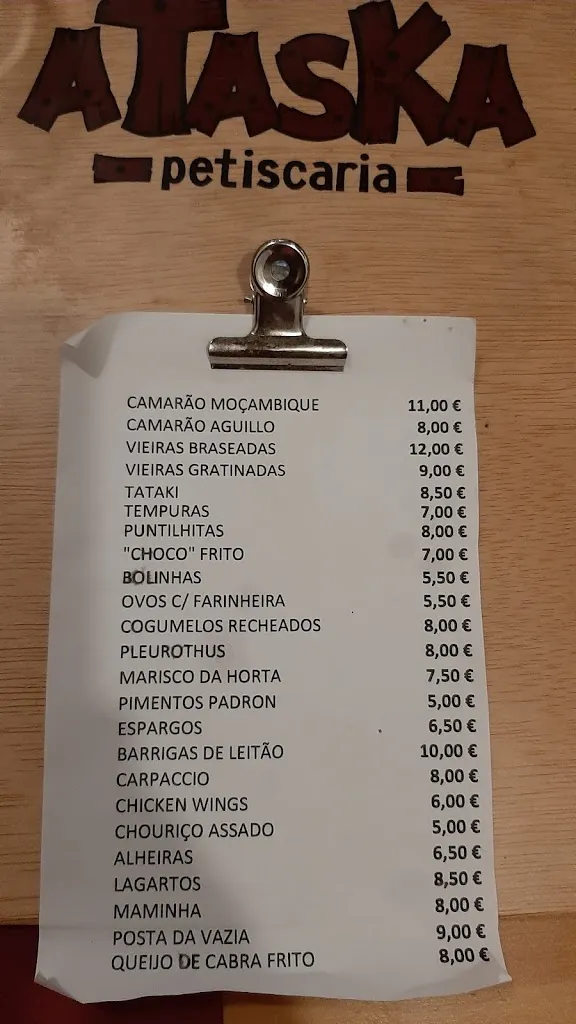 ATASKA
petiscaria
CAMARÃO MOÇAMBIQUE 11,00 €
CAMARÃO AGUILLO 8,00 €
VIEIRAS BRASEADAS 12,00 €
VIEIRAS GRATINADAS 9,00 €
TATAKI 8,50 €
TEMPURAS 7,00 €
PUNTILHITAS 8,00 €
"CHOCO" FRITO 7,00 €
BOLINHAS 5,50 €
OVOS C/ FARINHEIRA 5,50 €
COGUMELOS RECHEADOS 8,00 €
PLEUROTHUS 8,00 €
MARISCO DA HORTA 7,50 €
PIMENTOS PADRON 5,00 €
ESPARGOS 6,50 €
BARRIGAS DE LEITÃO 10,00 €
CARPACCIO 8,00 €
CHICKEN WINGS 6,00 €
CHOURIÇO ASSADO 5,00 €
ALHEIRAS 6,50 €
LAGARTOS 8,50 €
MAMINHA 8,00 €
POSTA DA VAZIA 9,00 €
QUEIJO DE CABRA FRITO 8,00 €